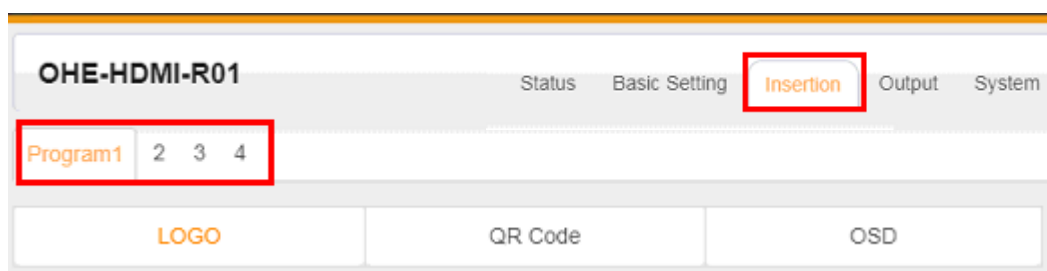 OHE-HDMI-R01
Status Basic Setting Insertion Output System
Program1 2 3 4
LOGO QR Code OSD